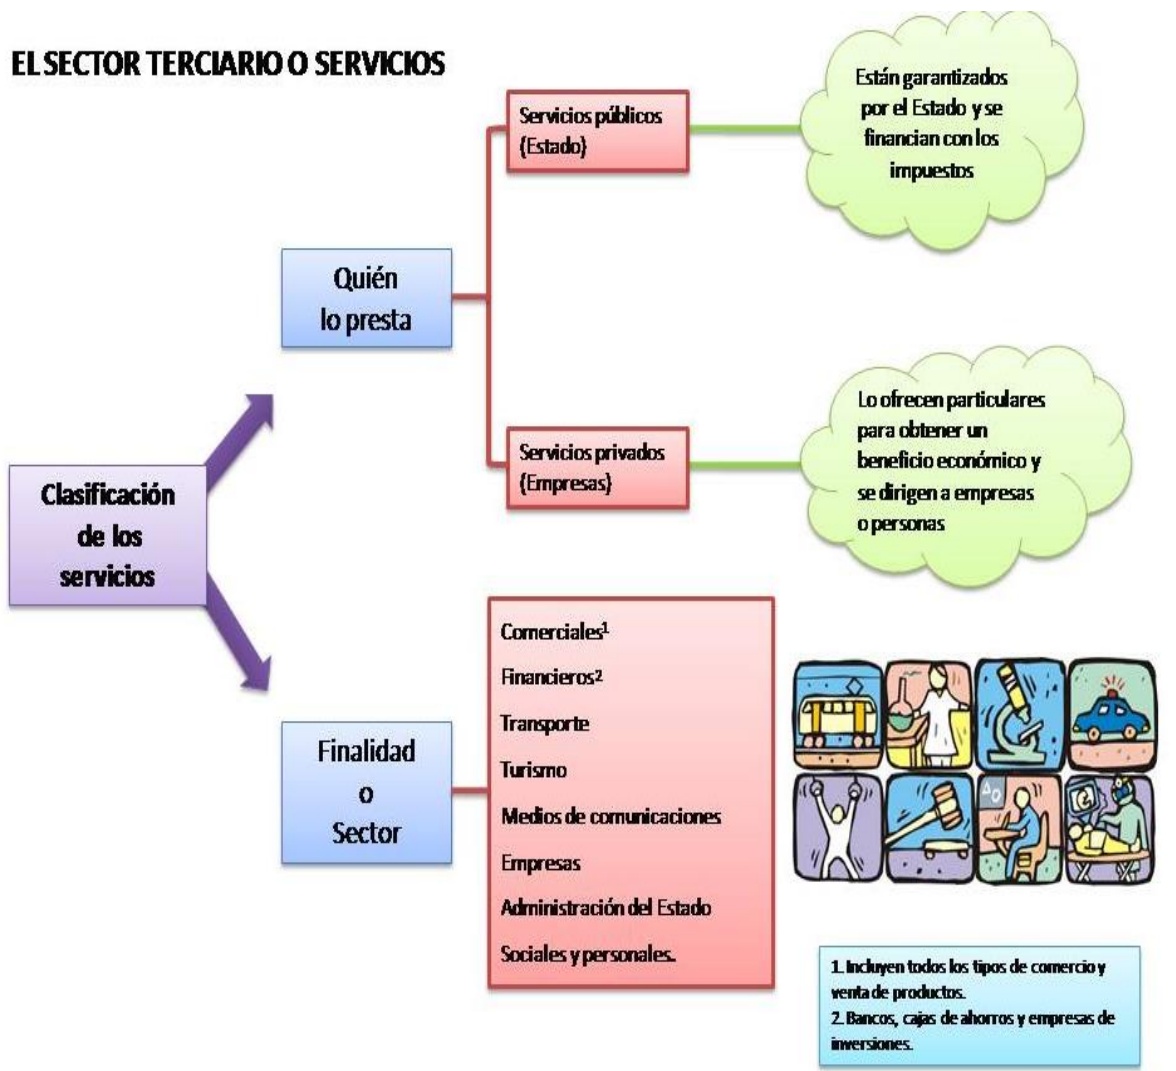 EL SECTOR TERCIARIO O SERVICIOS
Servicios públicos
(Estado)
Están garantizados
por el Estado y se
financian con los
impuestos
Quién
lo presta
Servicios privados
(Empresas)
Lo ofrecen particulares
para obtener un
beneficio económico y
se dirigen a empresas
o personas
Clasificación
de los
servicios
Finalidad
o
Sector
Comerciales¹
Financieros²
Transporte
Turismo
Medios de comunicaciones
Empresas
Administración del Estado
Sociales y personales.
1. Incluyen todos los tipos de comercio y
venta de productos.
2. Bancos, cajas de ahorros y empresas de
inversiones.